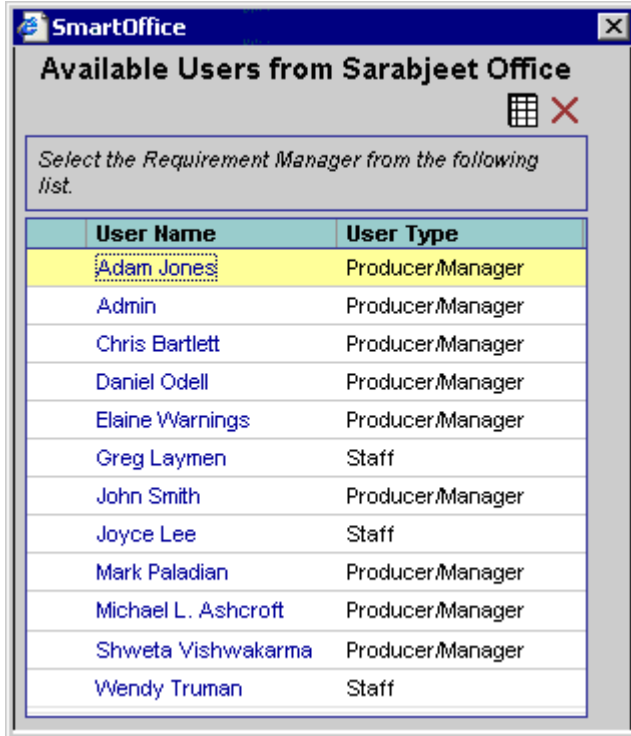 SmartOffice
Available Users from Sarabjeet Office
Select the Requirement Manager from the following
list.
User Name User Type
Adam Jones Producer/Manager
Admin Producer/Manager
Chris Bartlett Producer/Manager
Daniel Odell Producer/Manager
Elaine Warnings Producer/Manager
Greg Laymen Staff
John Smith Producer/Manager
Joyce Lee Staff
Mark Paladian Producer/Manager
Michael L. Ashcroft Producer/Manager
Shweta Vishwakarma Producer/Manager
Wendy Truman Staff